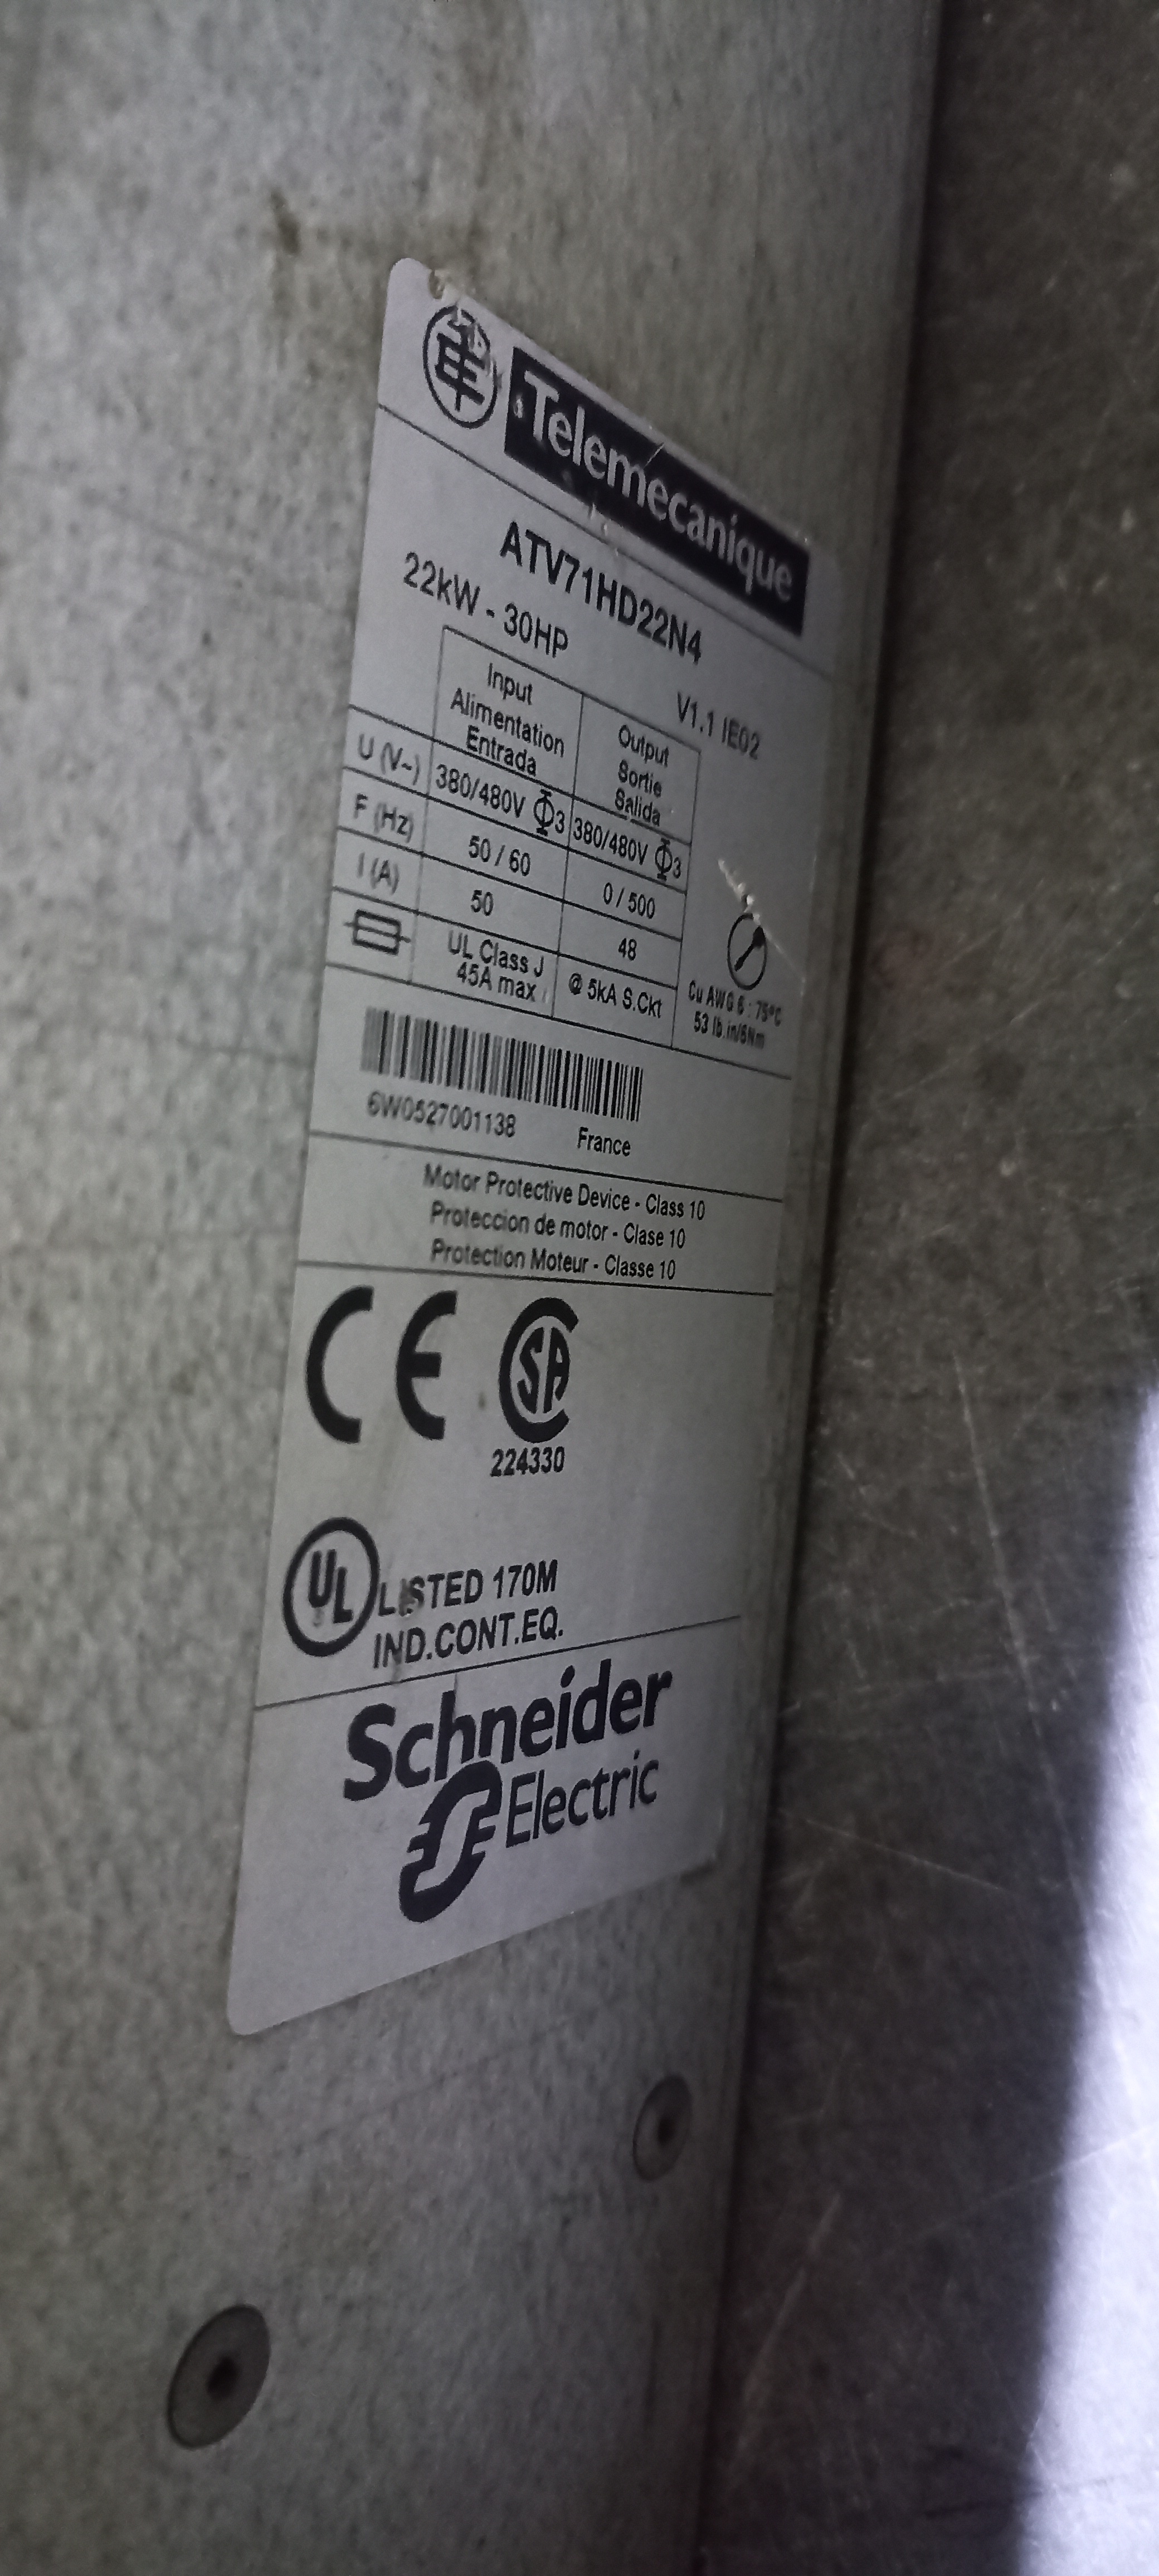 Telemecanique
ATV71HD22N4
22kW - 30HP
V1.1 IE02
Input Output
Alimentation Sortie
Entrada Salida
U (V~) 380/480V Φ3 380/480V Φ3
F (Hz) 50 / 60 0 / 500
I (A) 50 48
UL Class J
45A max @ 5kA S.Ckt
Cu AWG 6 : 75°C
53 lb.in/6Nm
6W0527001138 France
Motor Protective Device - Class 10
Proteccion de motor - Clase 10
Protection Moteur - Classe 10
CE CSA
224330
UL LISTED 170M
IND.CONT.EQ.
Schneider
Electric